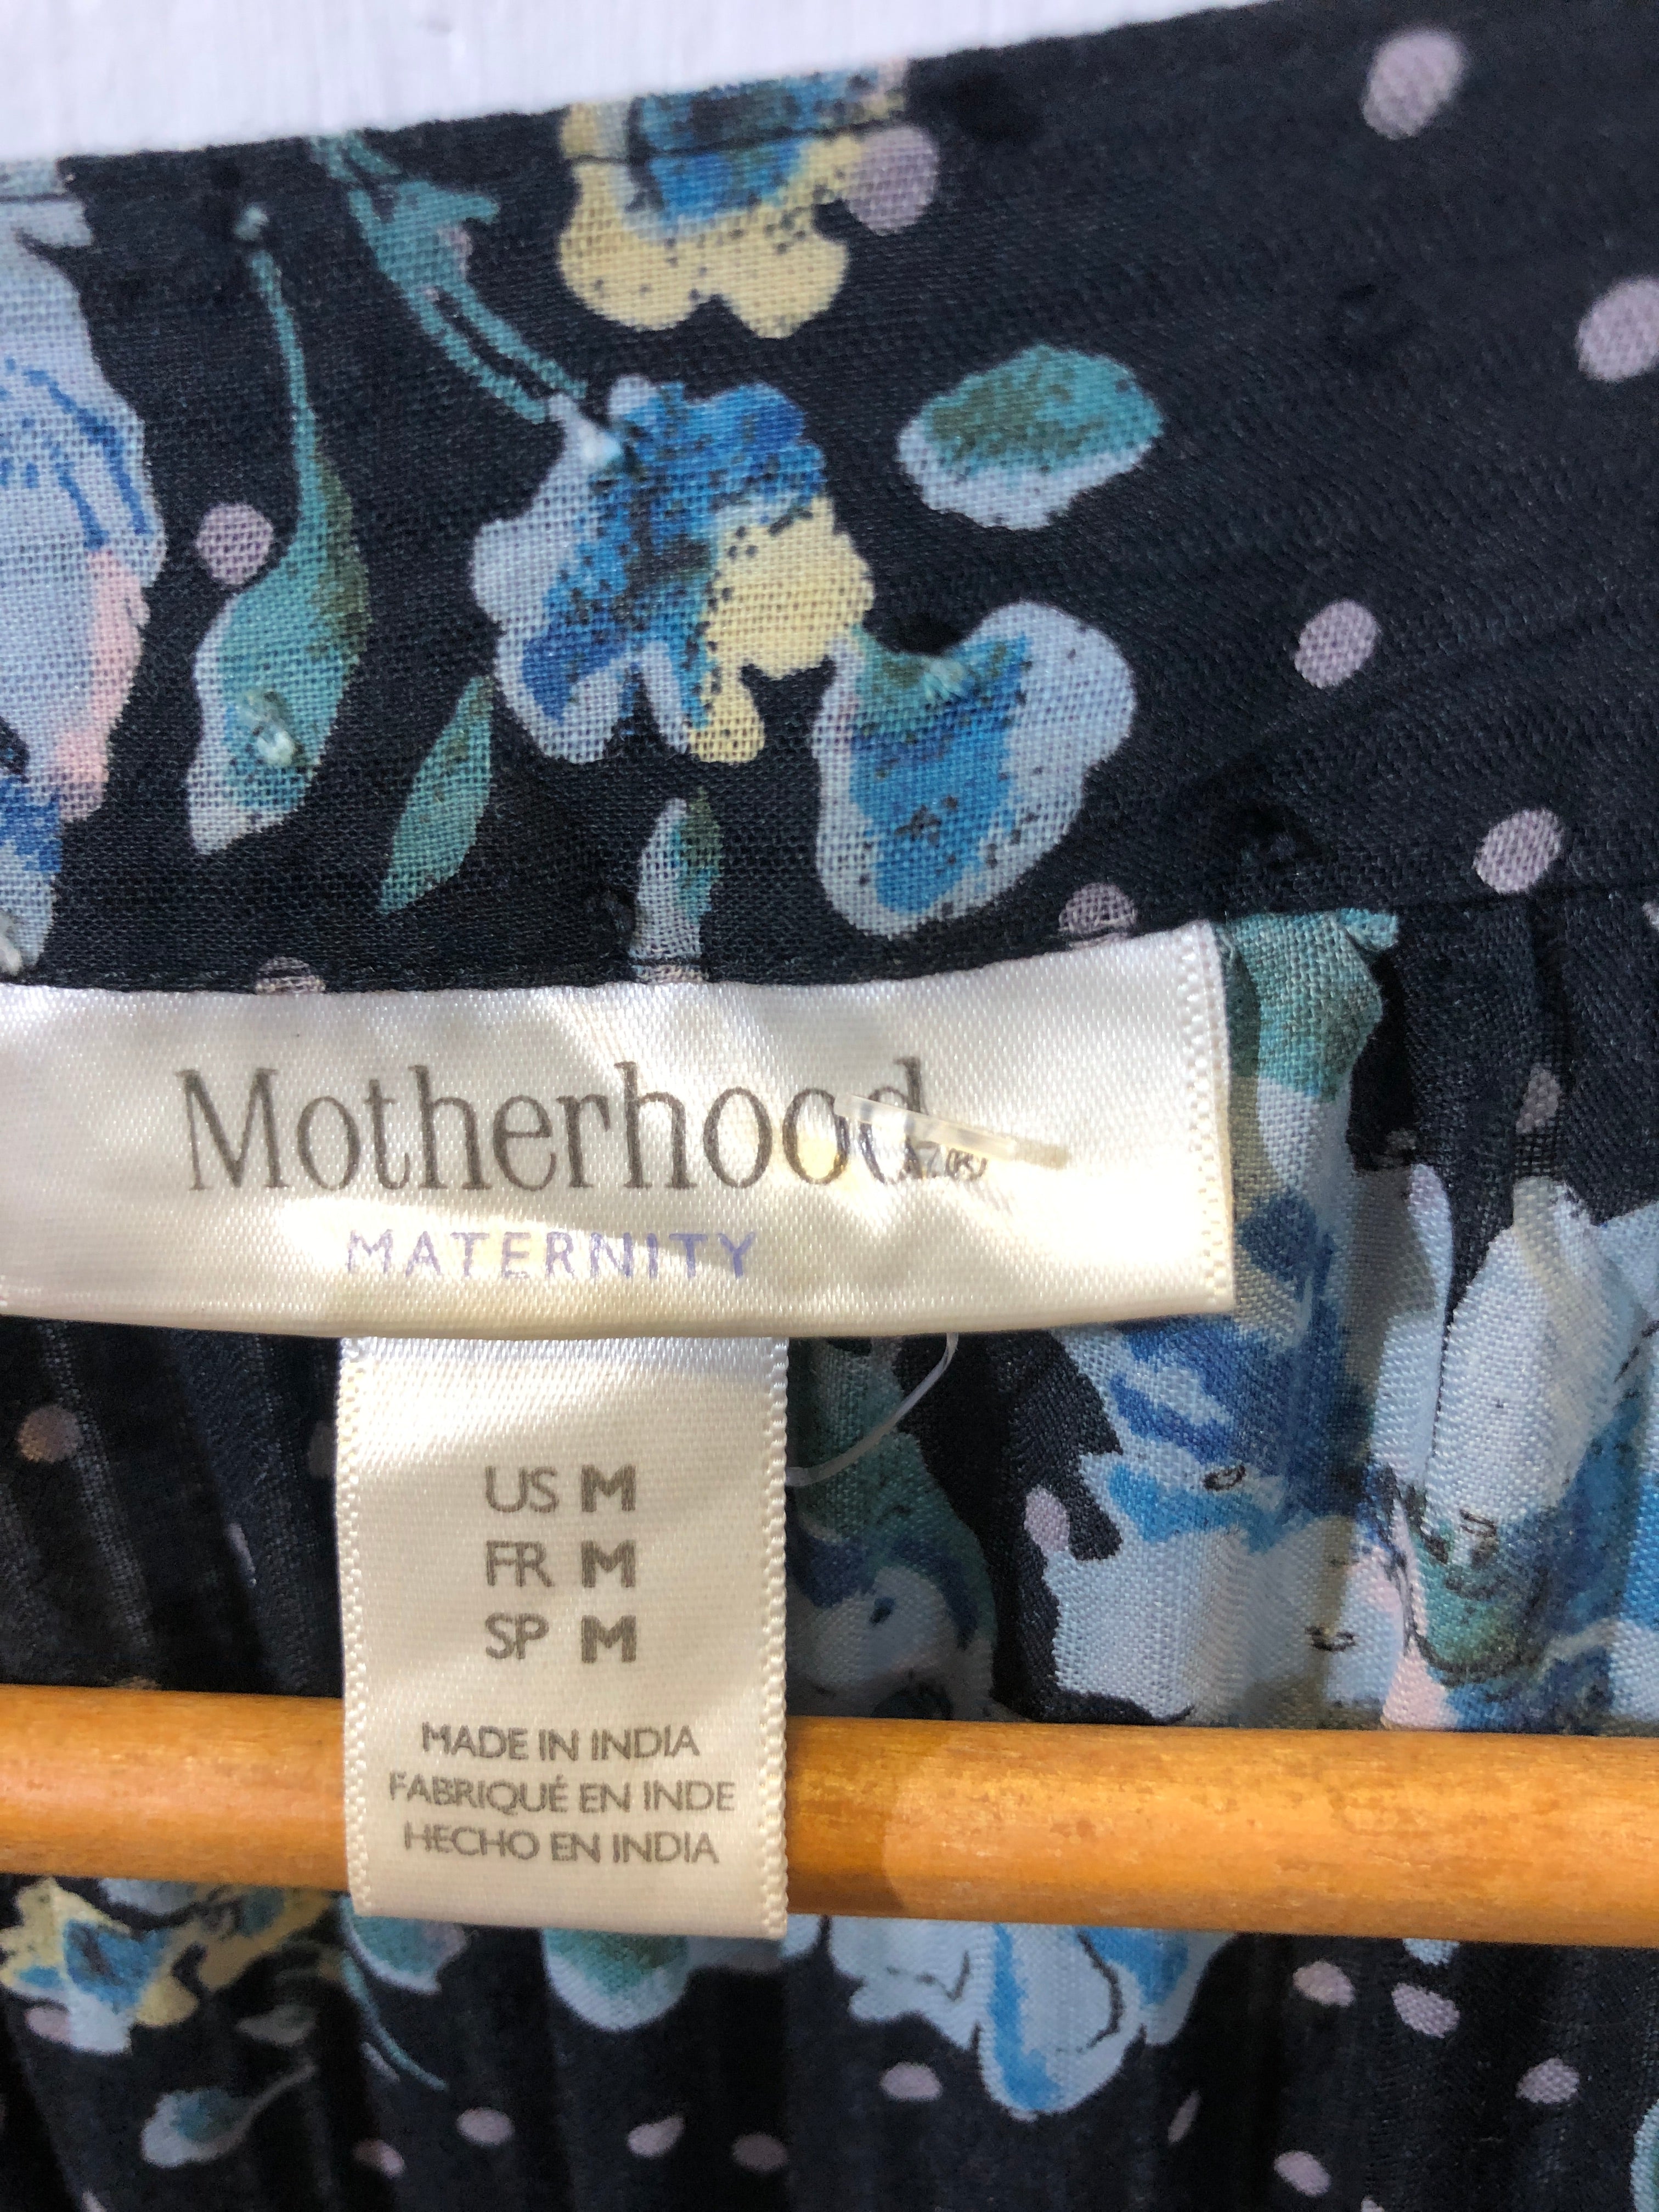 Motherhood®
MATERNITY
US M
FR M
SP M
MADE IN INDIA
FABRIQUÉ EN INDE
HECHO EN INDIA